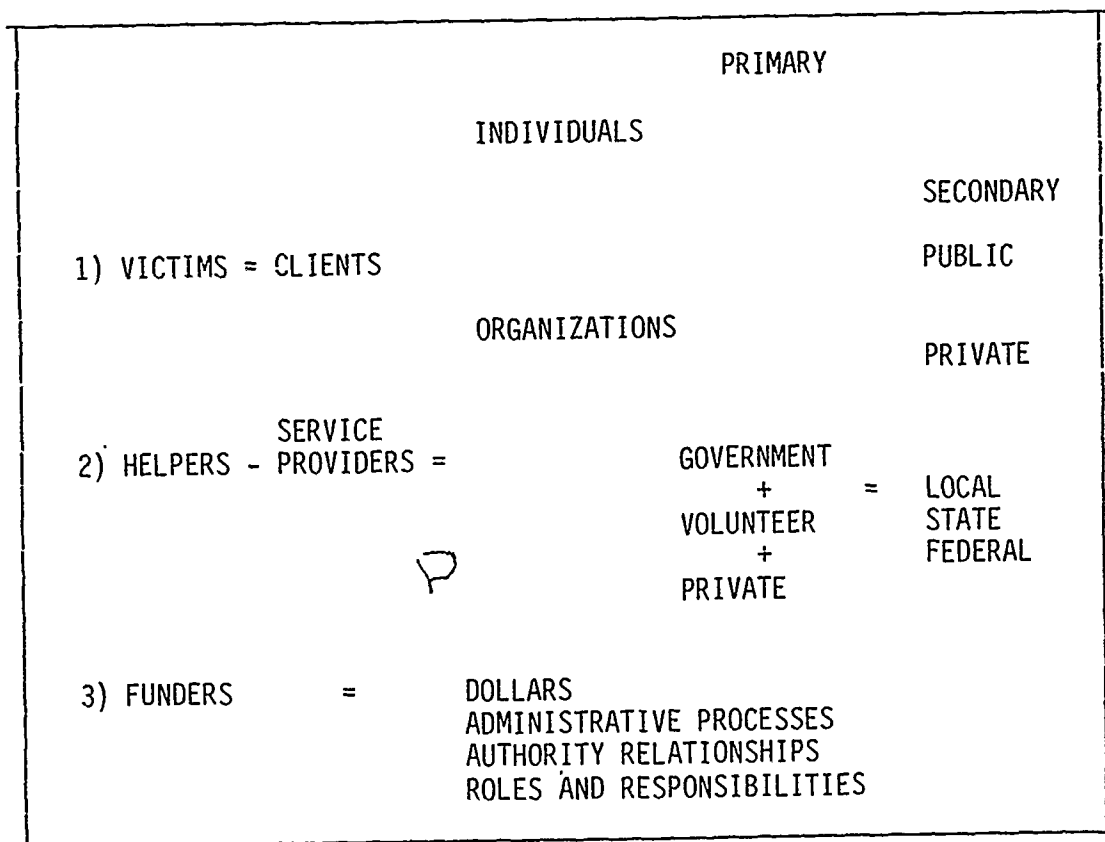 PRIMARY
INDIVIDUALS
SECONDARY
1) VICTIMS = CLIENTS
PUBLIC
ORGANIZATIONS
PRIVATE
SERVICE
2) HELPERS - PROVIDERS =
GOVERNMENT
+ = LOCAL
VOLUNTEER STATE
+ FEDERAL
PRIVATE
3) FUNDERS = DOLLARS
ADMINISTRATIVE PROCESSES
AUTHORITY RELATIONSHIPS
ROLES AND RESPONSIBILITIES